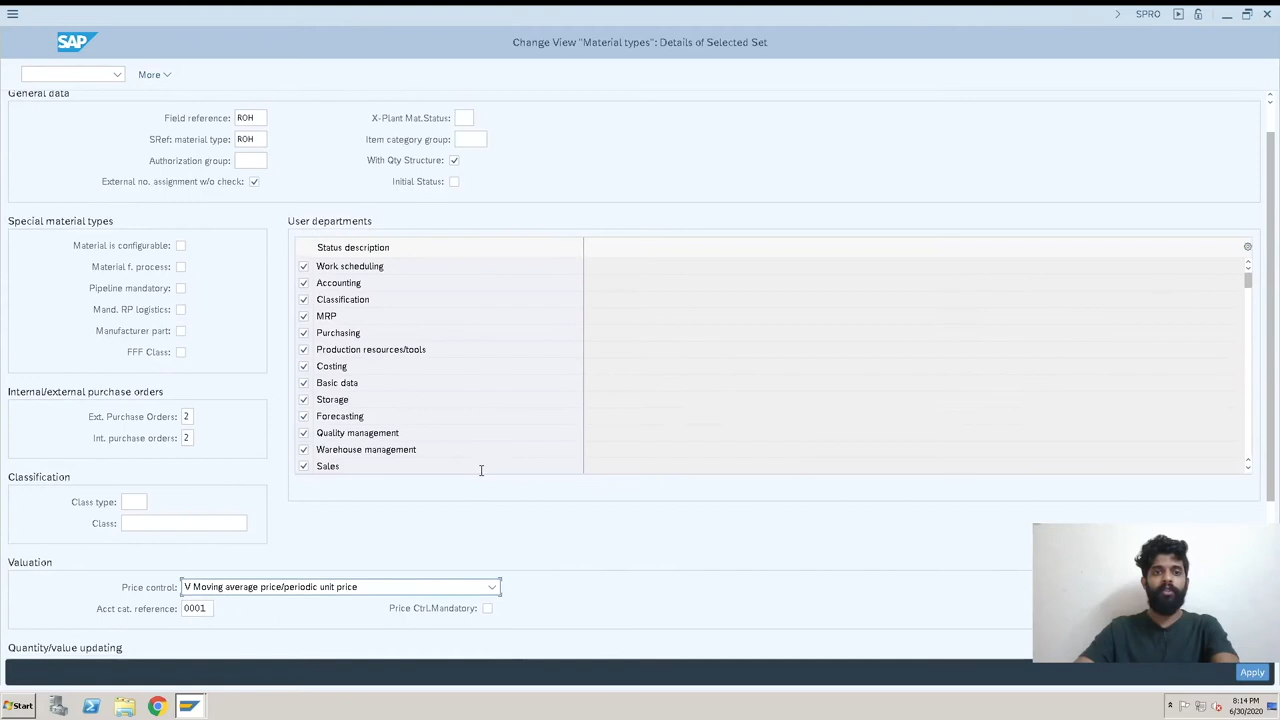 SPRO
SAP
Change View "Material types": Details of Selected Set
More
General data
Field reference: ROH
X-Plant Mat.Status:
SRef: material type: ROH
Item category group:
Authorization group:
With Qty Structure:
External no. assignment w/o check:
Initial Status:
Special material types
User departments
Material is configurable:
Material f. process:
Pipeline mandatory:
Mand. RP logistics:
Manufacturer part:
FFF Class:
Status description
Work scheduling
Accounting
Classification
MRP
Purchasing
Production resources/tools
Costing
Basic data
Storage
Forecasting
Quality management
Warehouse management
Sales
Internal/external purchase orders
Ext. Purchase Orders: 2
Int. purchase orders: 2
Classification
Class type:
Class:
Valuation
Price control: V Moving average price/periodic unit price
Acct cat. reference: 0001
Price Ctrl.Mandatory:
Quantity/value updating
Apply
Start
8:14 PM
6/30/2020